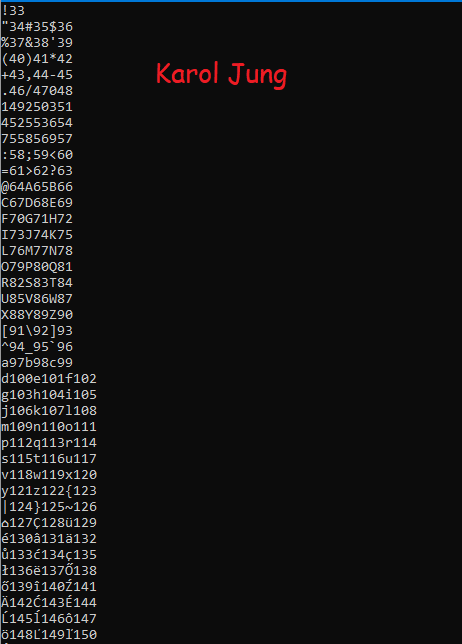 !33
"34#35$36
%37&38'39
(40)41*42
+43,44-45
.46/47048
149250351
452553654
755856957
:58;59<60
=61>62?63
@64A65B66
C67D68E69
F70G71H72
I73J74K75
L76M77N78
O79P80Q81
R82S83T84
U85V86W87
X88Y89Z90
[91\92]93
^94_95`96
a97b98c99
d100e101f102
g103h104i105
j106k107l108
m109n110o111
p112q113r114
s115t116u117
v118w119x120
y121z122{123
|124}125~126
⌂127Ç128ü129
é130â131ä132
ů133ć134ç135
ł136ë137Ő138
ő139î140Ź141
Ä142Ć143É144
Ĺ145ĺ146ô147
ö148Ľ149ľ150
Karol Jung